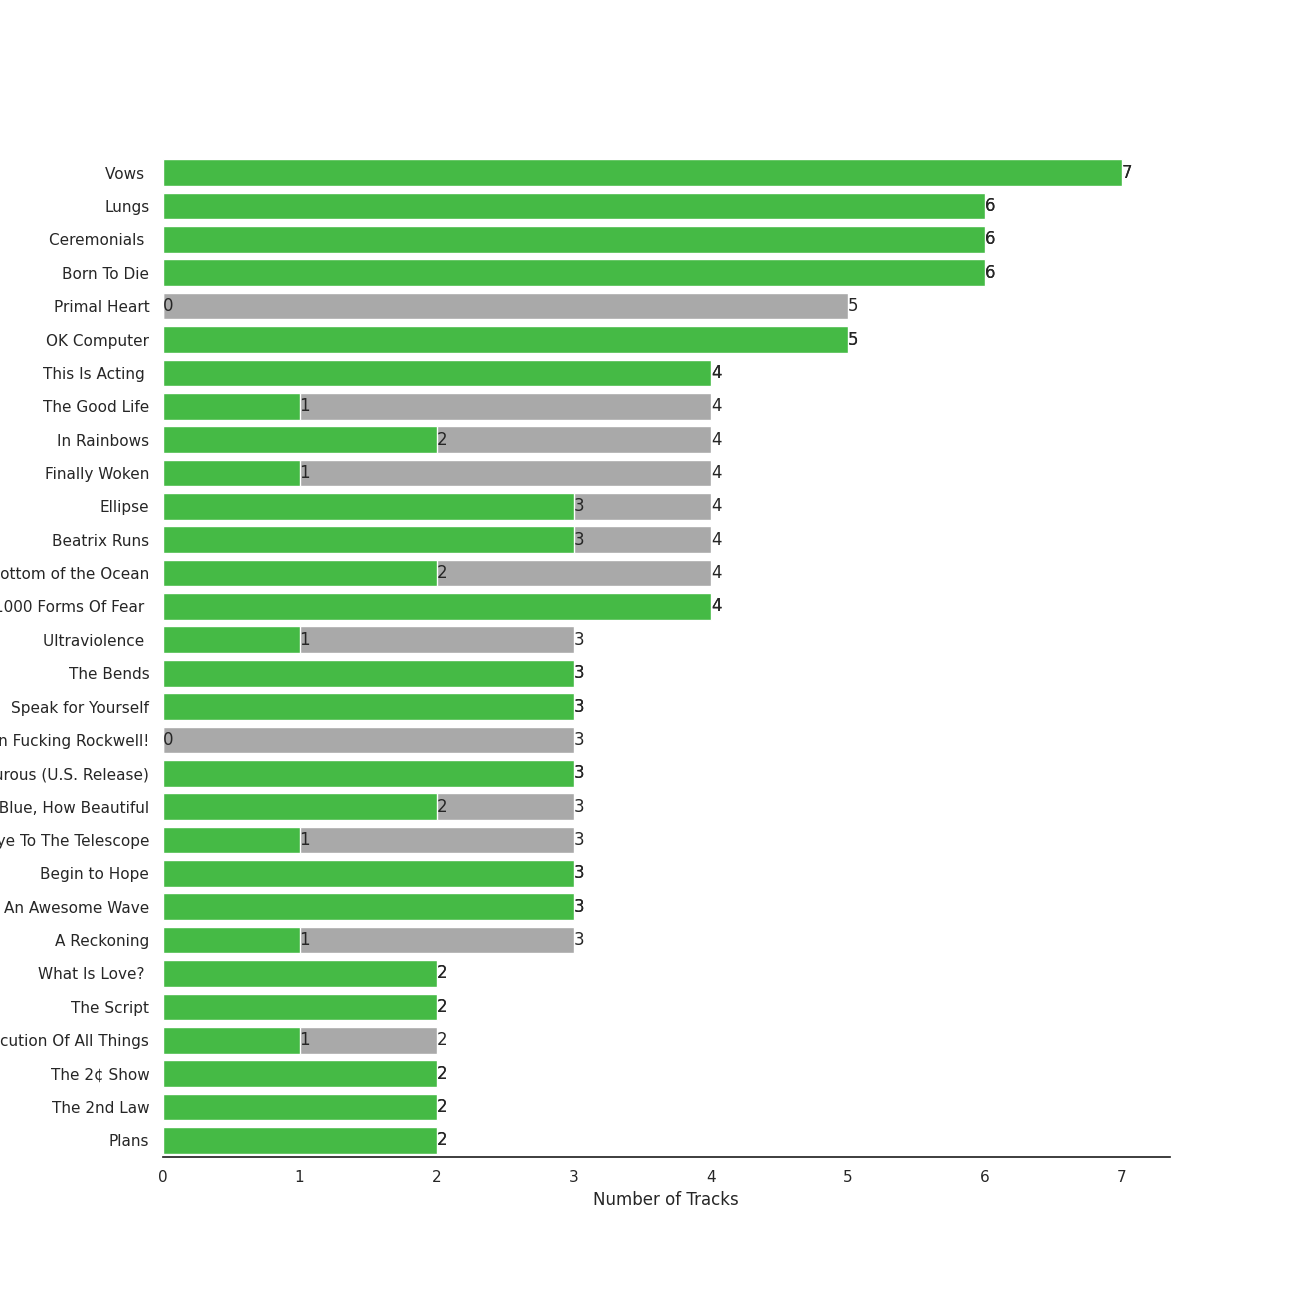 Vows 7
Lungs 6
Ceremonials 6
Born To Die 6
Primal Heart 0 5
OK Computer 5
This Is Acting 4
The Good Life 1 4
In Rainbows 2 4
Finally Woken 1 4
Ellipse 3 4
Beatrix Runs 3 4
ottom of the Ocean 2 4
1000 Forms Of Fear 4
Ultraviolence 1 3
The Bends 3
Speak for Yourself 3
n Fucking Rockwell! 0 3
urous (U.S. Release) 3
Blue, How Beautiful 2 3
ye To The Telescope 1 3
Begin to Hope 3
An Awesome Wave 3
A Reckoning 1 3
What Is Love? 2
The Script 2
cution Of All Things 1 2
The 2¢ Show 2
The 2nd Law 2
Plans 2
0 1 2 3 4 5 6 7
Number of Tracks